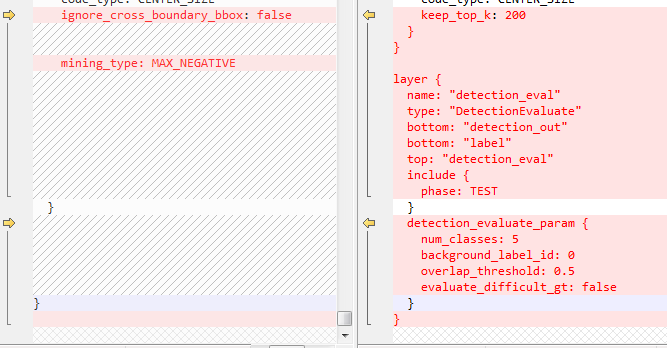 code_type: CENTER_SIZE
ignore_cross_boundary_bbox: false
mining_type: MAX_NEGATIVE
}
}
code_type: CENTER_SIZE
keep_top_k: 200
}
}
layer {
name: "detection_eval"
type: "DetectionEvaluate"
bottom: "detection_out"
bottom: "label"
top: "detection_eval"
include {
phase: TEST
}
detection_evaluate_param {
num_classes: 5
background_label_id: 0
overlap_threshold: 0.5
evaluate_difficult_gt: false
}
}